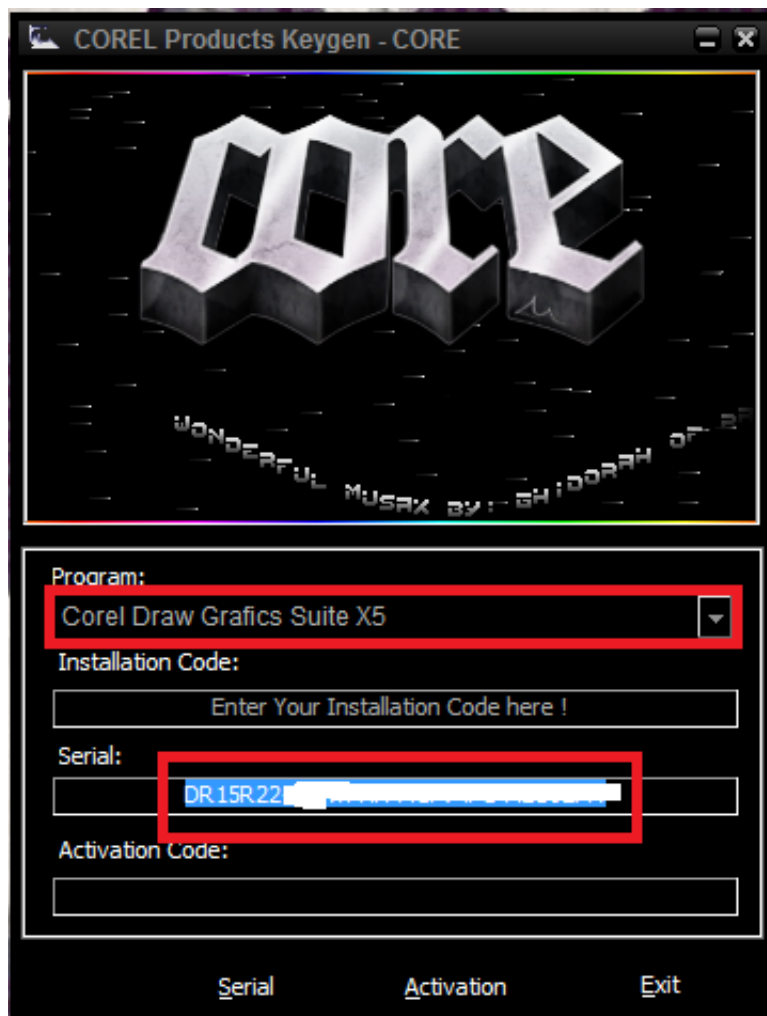 COREL Products Keygen - CORE
core
WONDERFUL MUSAX BY: GHiDORAH OF
Program:
Corel Draw Grafics Suite X5
Installation Code:
Enter Your Installation Code here !
Serial:
DR15R22
Activation Code:
Serial
Activation
Exit